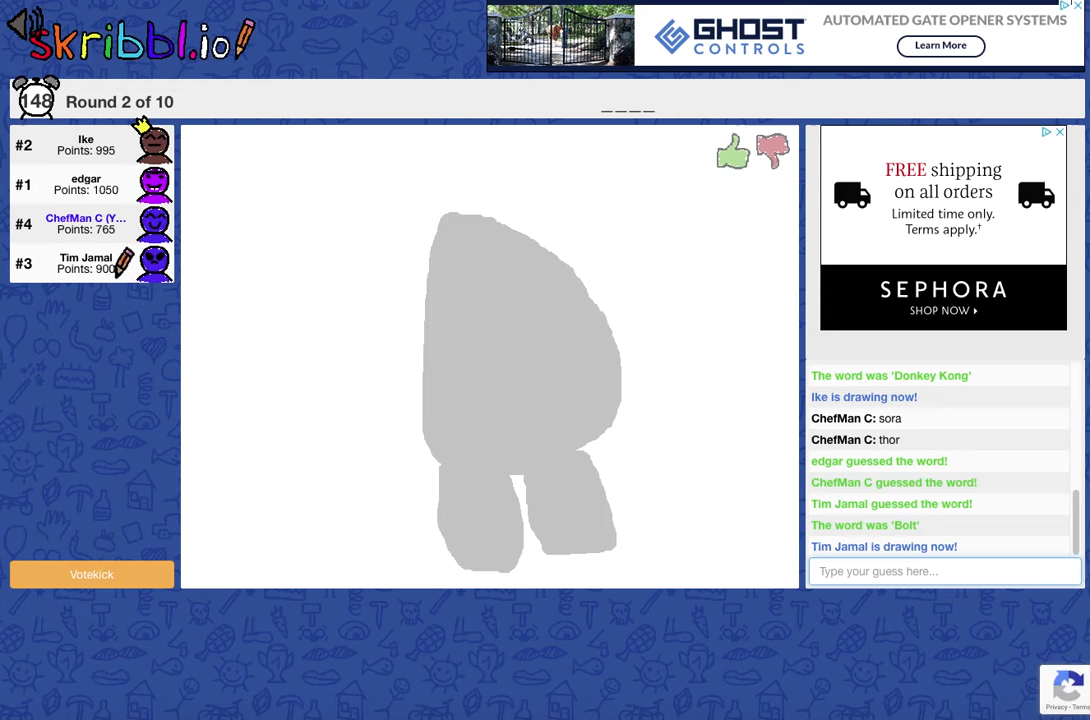 skribbl.io
GHOST
CONTROLS
AUTOMATED GATE OPENER SYSTEMS
Learn More
148
Round 2 of 10
_ _ _ _
#2
Ike
Points: 995
#1
edgar
Points: 1050
#4
ChefMan C (Y...
Points: 765
#3
Tim Jamal
Points: 900
Votekick
FREE shipping
on all orders
Limited time only.
Terms apply.†
SEPHORA
SHOP NOW
The word was 'Donkey Kong'
Ike is drawing now!
ChefMan C: sora
ChefMan C: thor
edgar guessed the word!
ChefMan C guessed the word!
Tim Jamal guessed the word!
The word was 'Bolt'
Tim Jamal is drawing now!
Type your guess here...
Privacy - Terms